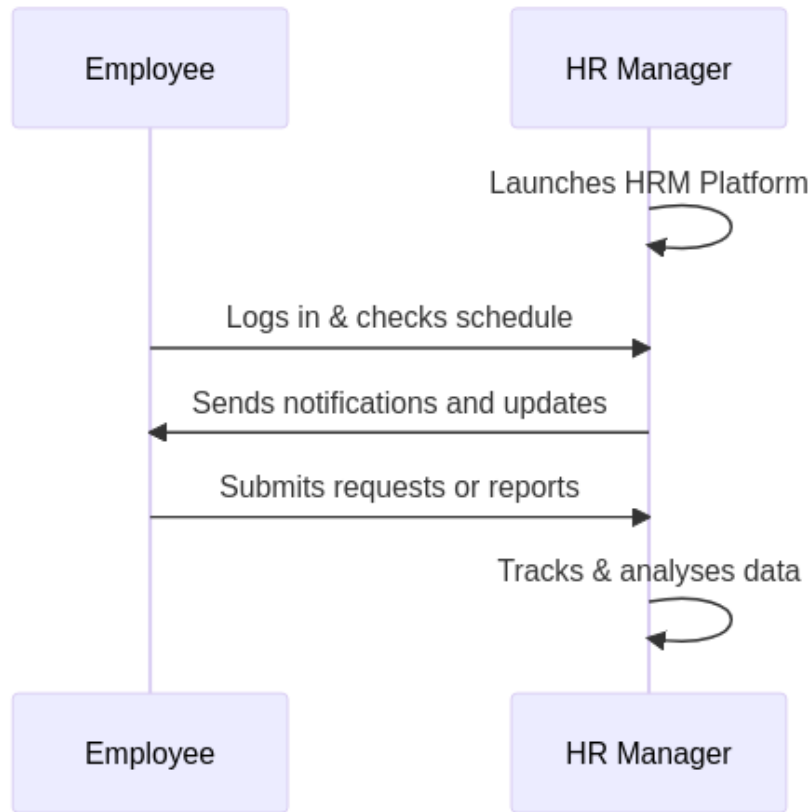 Employee
HR Manager
Launches HRM Platform
Logs in & checks schedule
Sends notifications and updates
Submits requests or reports
Tracks & analyses data
Employee
HR Manager